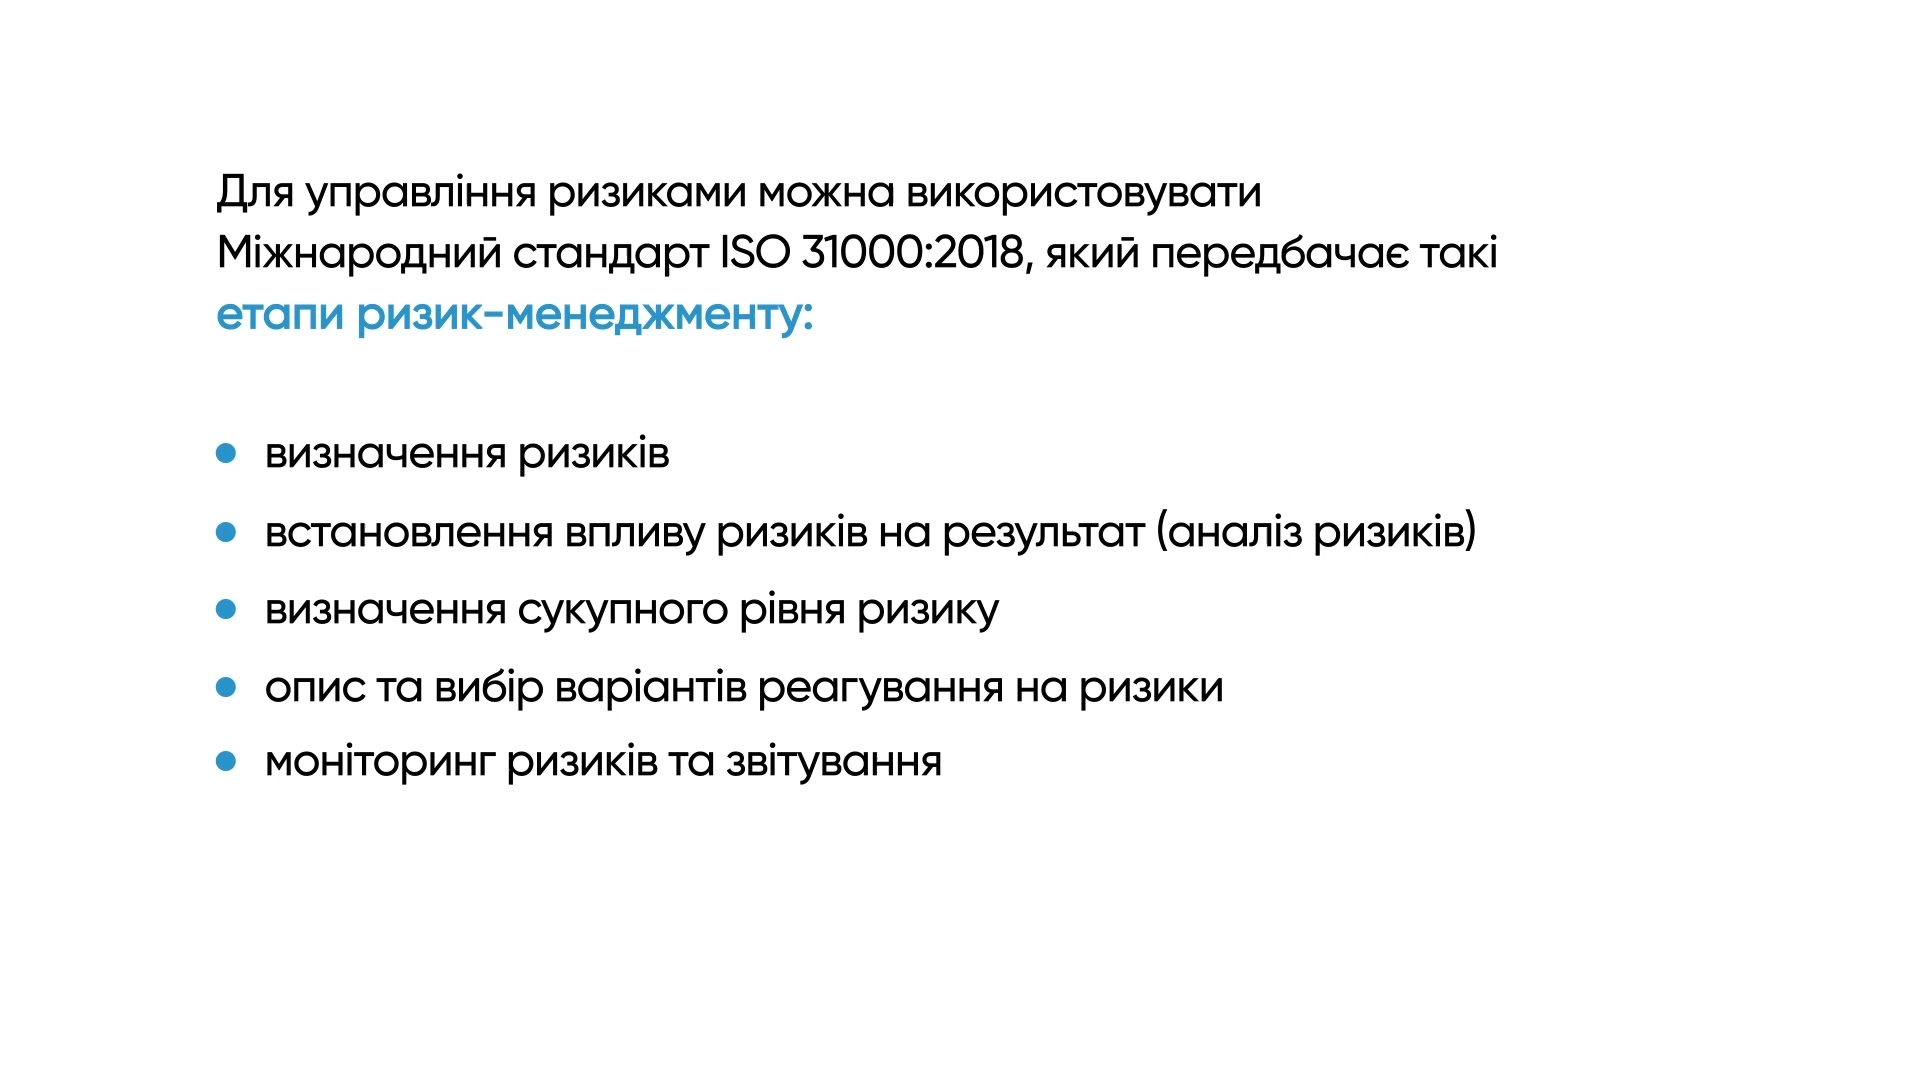 Для управління ризиками можна використовувати
Міжнародний стандарт ISO 31000:2018, який передбачає такі
етапи ризик-менеджменту:
• визначення ризиків
• встановлення впливу ризиків на результат (аналіз ризиків)
• визначення сукупного рівня ризику
• опис та вибір варіантів реагування на ризики
• моніторинг ризиків та звітування